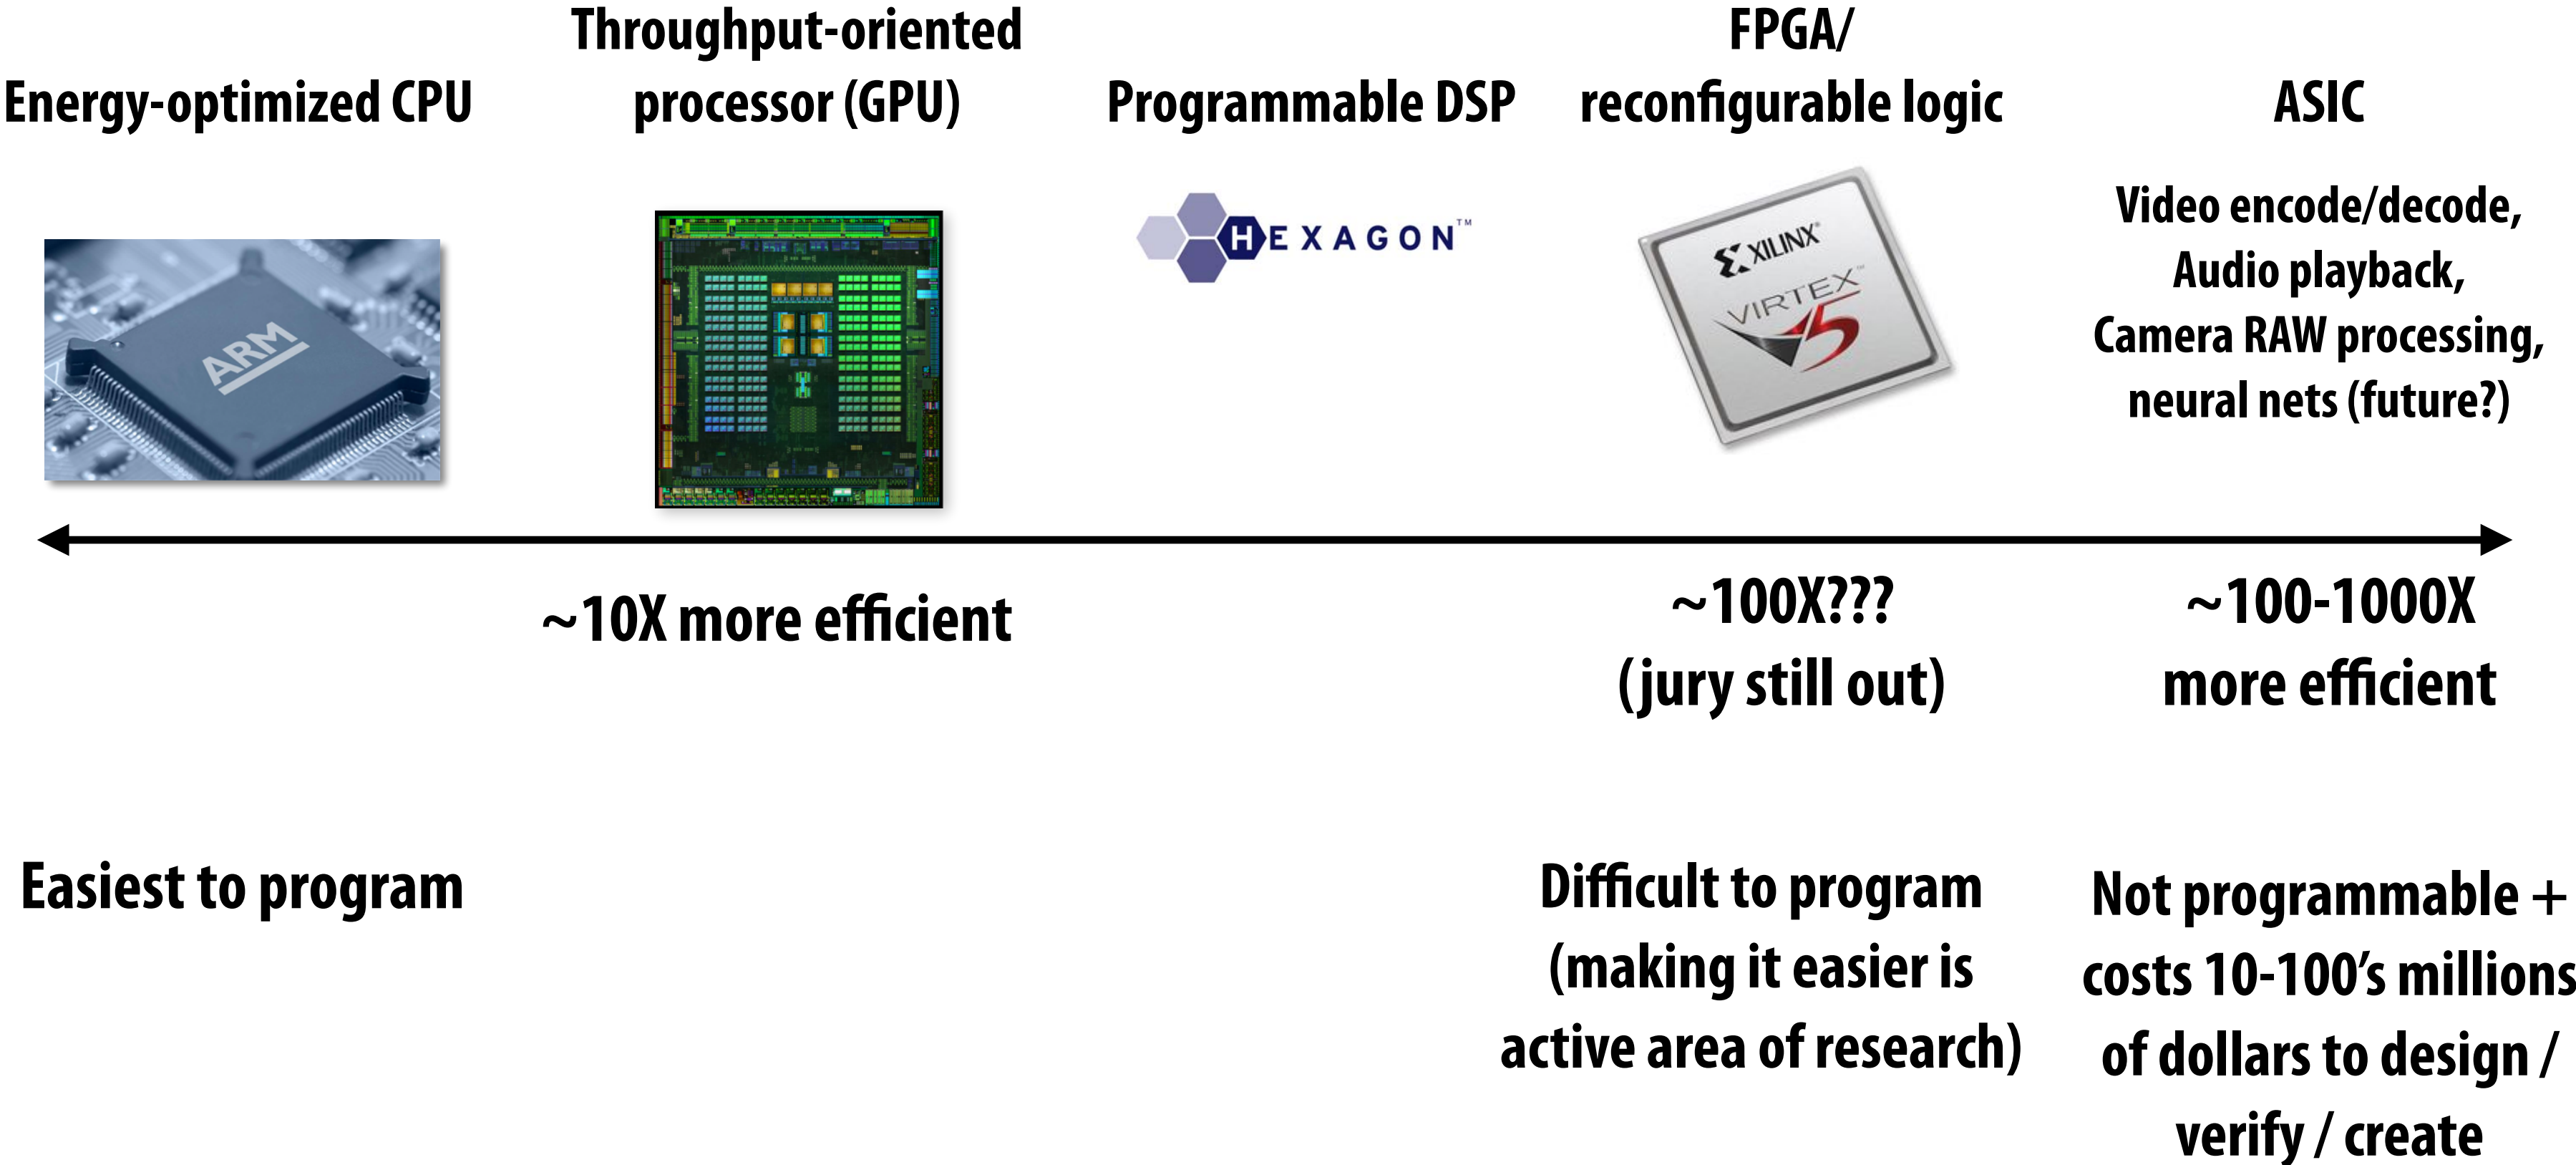 Energy-optimized CPU
Throughput-oriented
processor (GPU)
Programmable DSP
FPGA/
reconfigurable logic
ASIC
ARM
HEXAGON™
XILINX®
VIRTEX™
5
Video encode/decode,
Audio playback,
Camera RAW processing,
neural nets (future?)
~10X more efficient
~100X???
(jury still out)
~100-1000X
more efficient
Easiest to program
Difficult to program
(making it easier is
active area of research)
Not programmable +
costs 10-100’s millions
of dollars to design /
verify / create